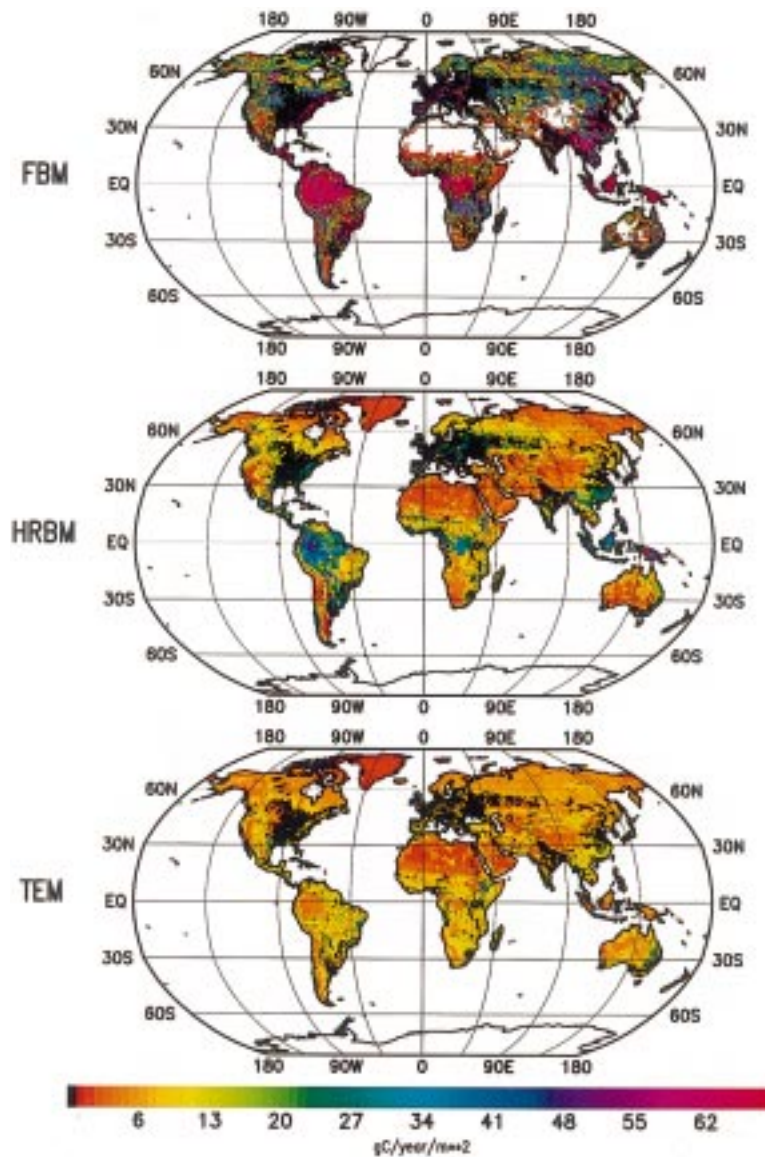 180 90W 0 90E 180
60N 60N
30N 30N
FBM EQ EQ
30S 30S
60S 60S
180 90W 0 90E 180
180 90W 0 90E 180
60N 60N
30N 30N
HRBM EQ EQ
30S 30S
60S 60S
180 90W 0 90E 180
180 90W 0 90E 180
60N 60N
30N 30N
TEM EQ EQ
30S 30S
60S 60S
180 90W 0 90E 180
6 13 20 27 34 41 48 55 62
gC/year/m**2